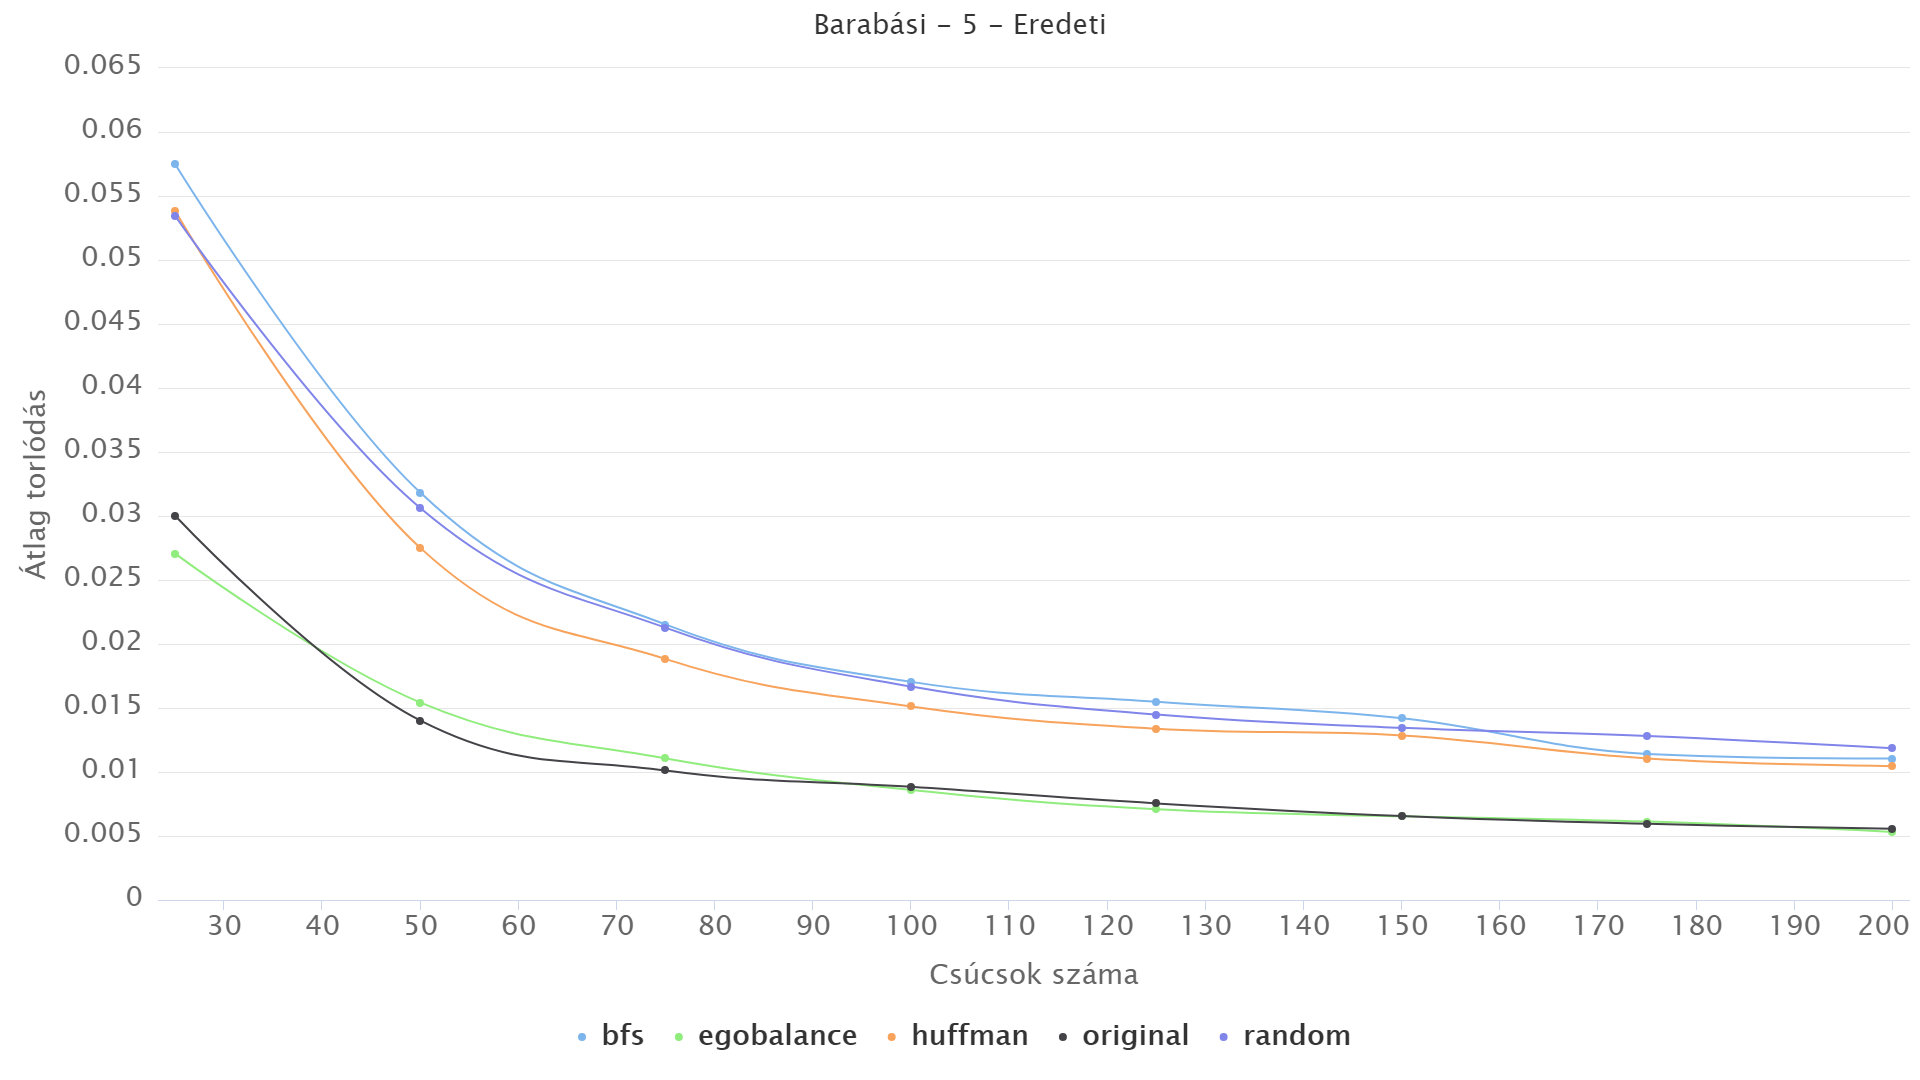 Barabási – 5 – Eredeti
0.065
0.06
0.055
0.05
0.045
0.04
0.035
0.03
0.025
0.02
0.015
0.01
0.005
0
Átlag torlódás
30 40 50 60 70 80 90 100 110 120 130 140 150 160 170 180 190 200
Csúcsok száma
bfs egobalance huffman original random